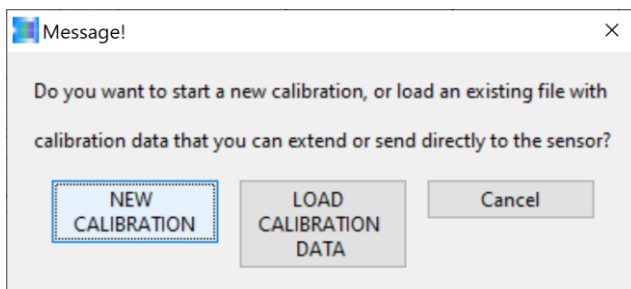 Message!
Do you want to start a new calibration, or load an existing file with
calibration data that you can extend or send directly to the sensor?
NEW
CALIBRATION
LOAD
CALIBRATION
DATA
Cancel